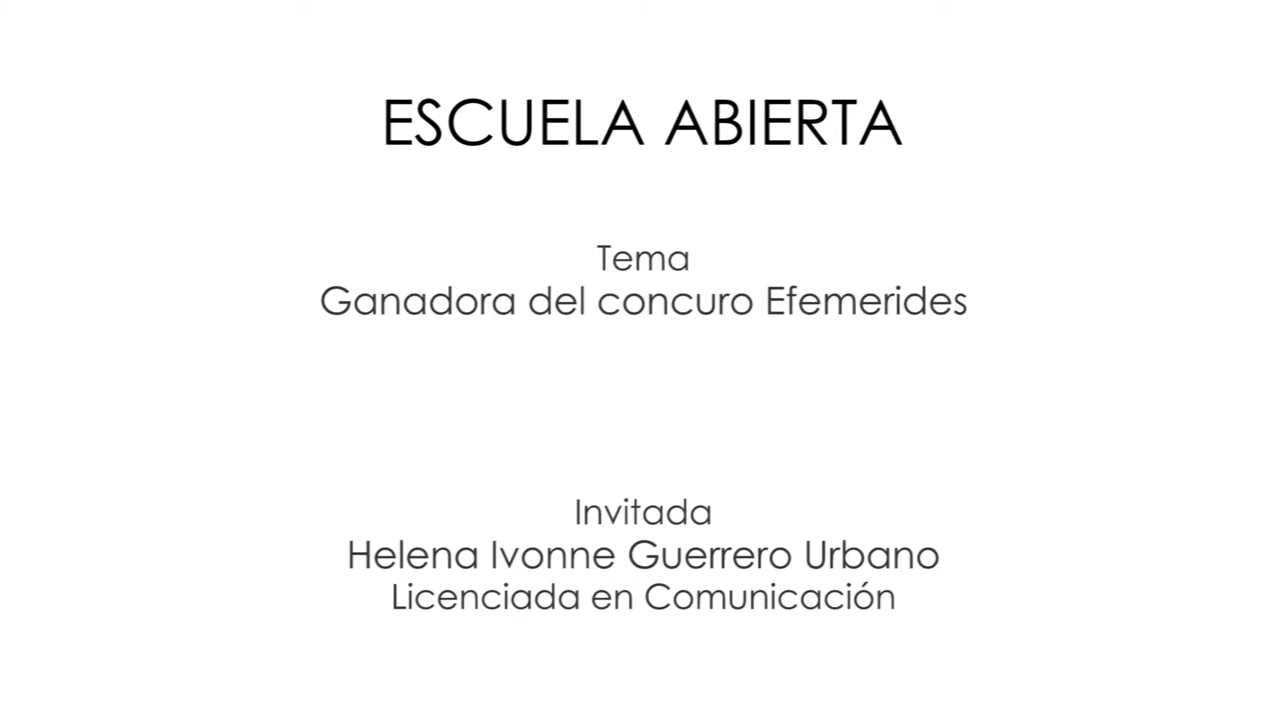 ESCUELA ABIERTA
Tema
Ganadora del concuro Efemerides
Invitada
Helena Ivonne Guerrero Urbano
Licenciada en Comunicación